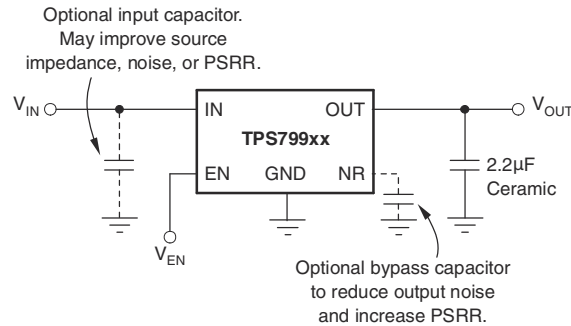 Optional input capacitor.
May improve source
impedance, noise, or PSRR.
V_IN
IN
OUT
V_OUT
TPS799xx
EN
GND
NR
2.2µF
Ceramic
V_EN
Optional bypass capacitor
to reduce output noise
and increase PSRR.